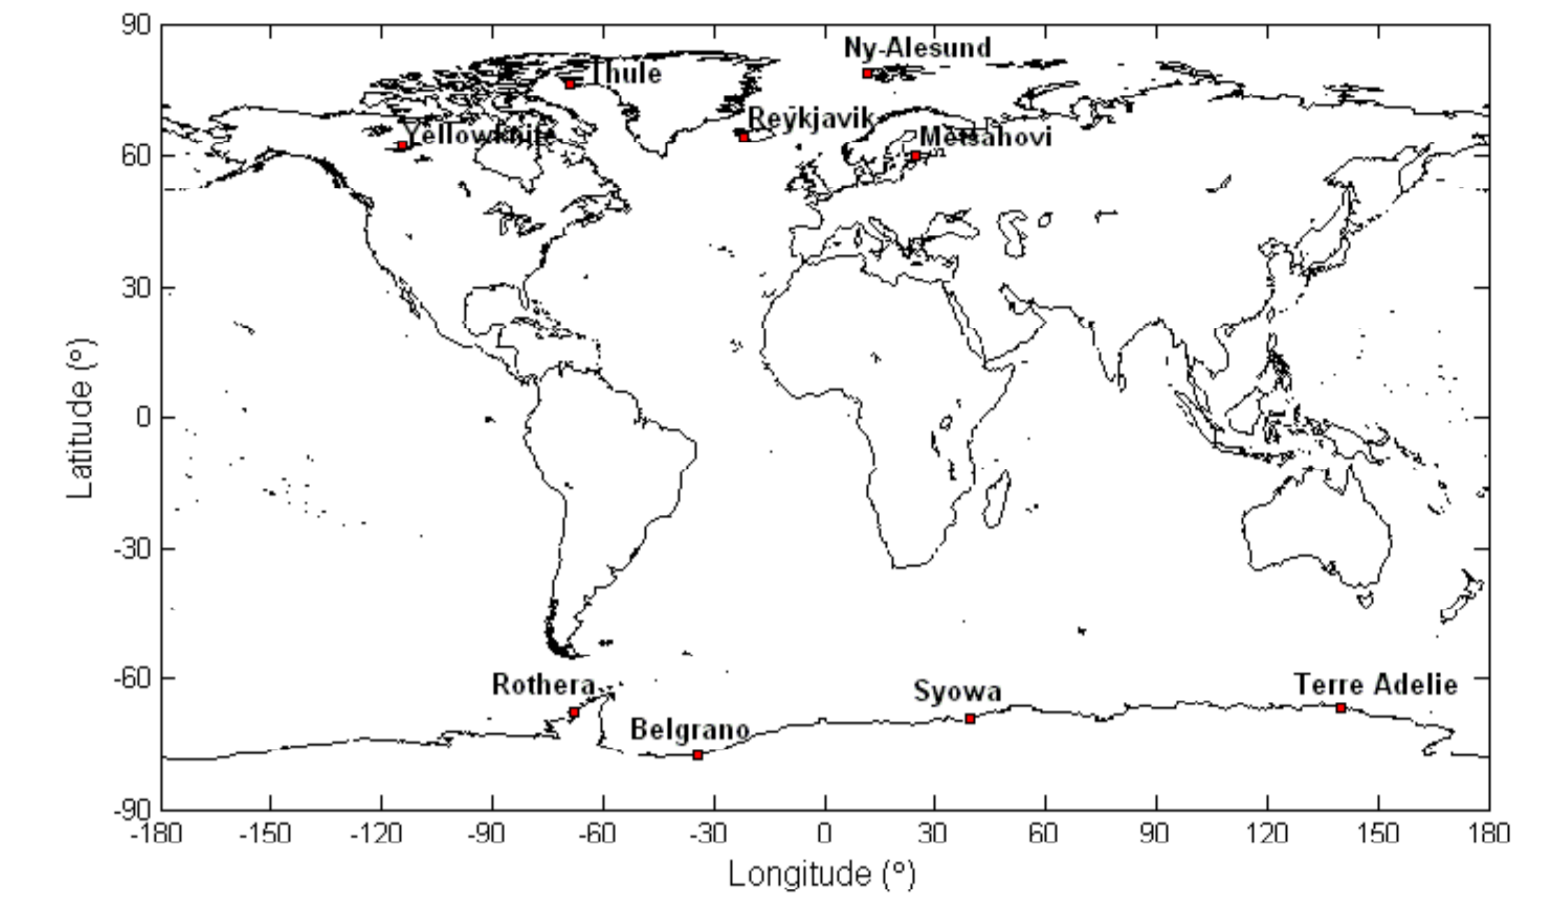 90
Ny-Alesund
Thule
Reykjavik
Yellowknife
Metsahovi
60
30
0
-30
-60
-90
Latitude (°)
Rothera
Syowa
Terre Adelie
Belgrano
-180 -150 -120 -90 -60 -30 0 30 60 90 120 150 180
Longitude (°)